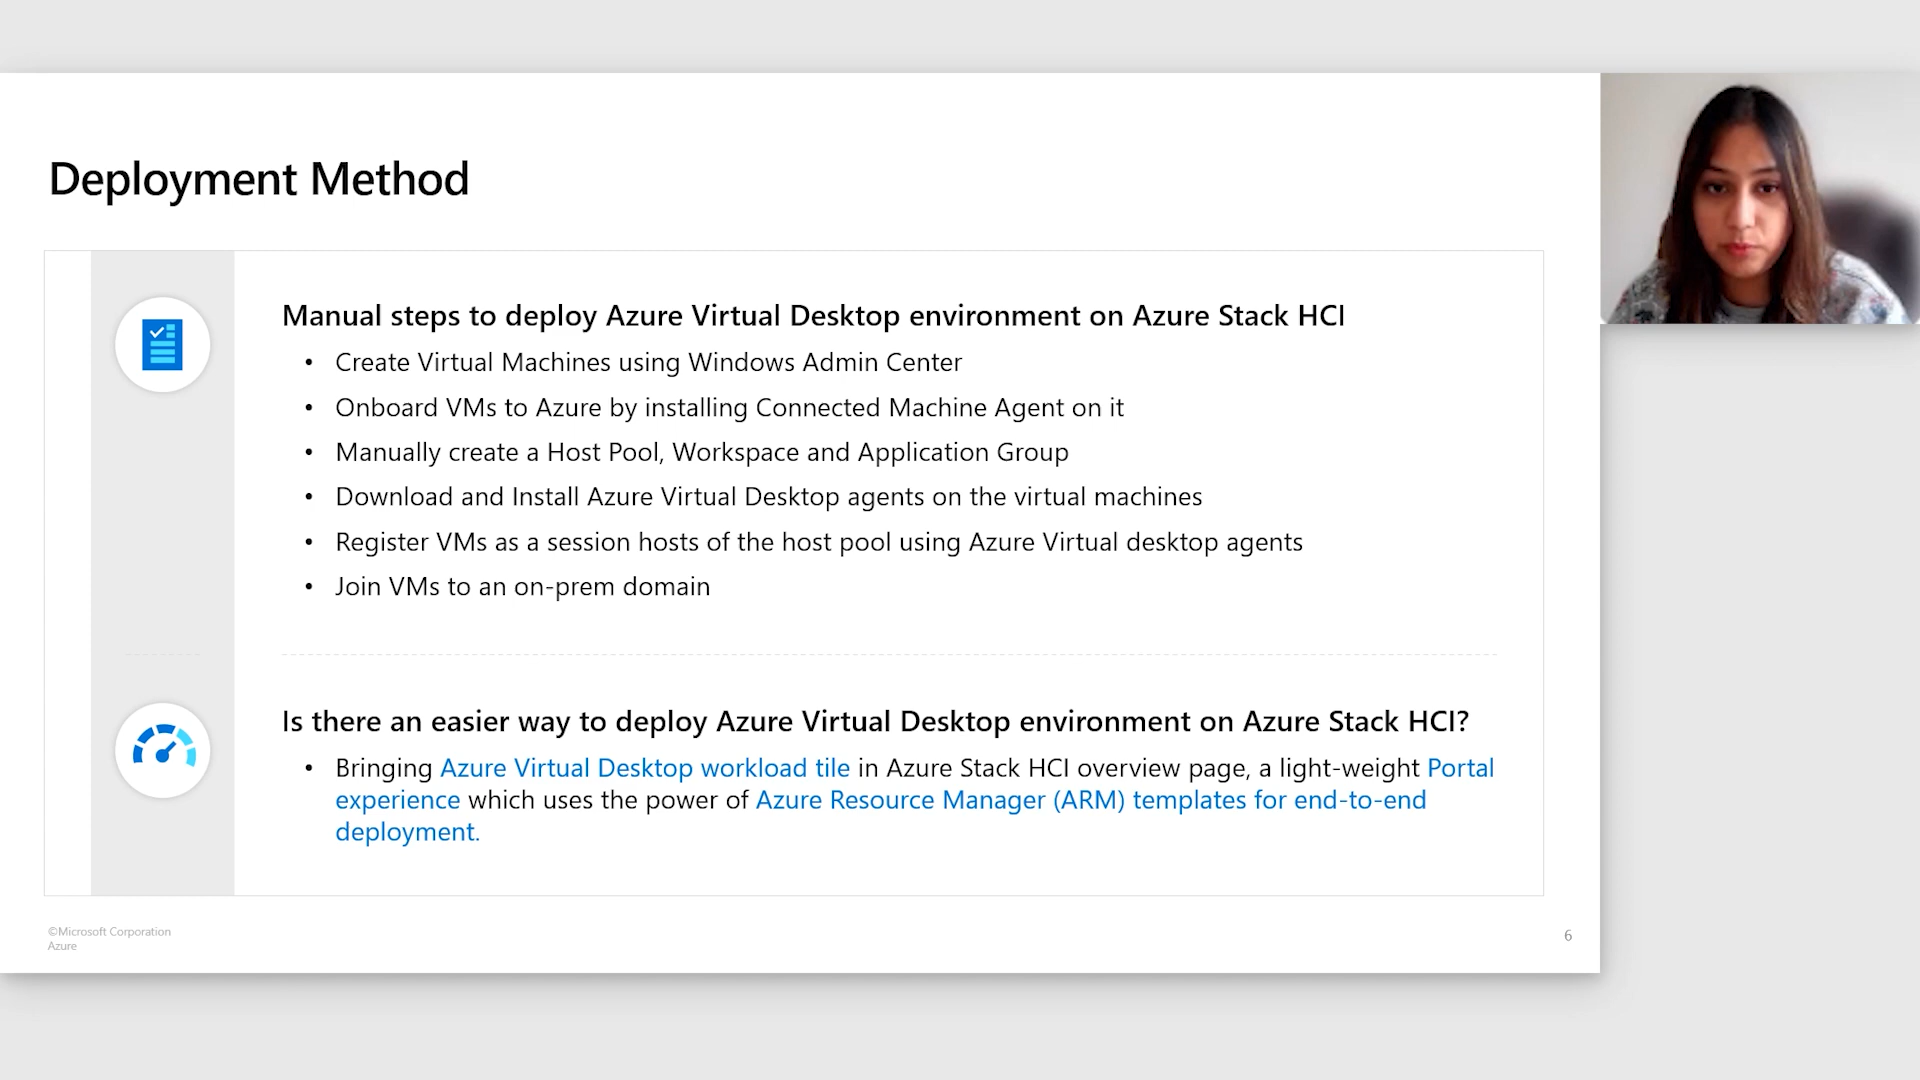 Deployment Method
Manual steps to deploy Azure Virtual Desktop environment on Azure Stack HCI
• Create Virtual Machines using Windows Admin Center
• Onboard VMs to Azure by installing Connected Machine Agent on it
• Manually create a Host Pool, Workspace and Application Group
• Download and Install Azure Virtual Desktop agents on the virtual machines
• Register VMs as a session hosts of the host pool using Azure Virtual desktop agents
• Join VMs to an on-prem domain
Is there an easier way to deploy Azure Virtual Desktop environment on Azure Stack HCI?
• Bringing Azure Virtual Desktop workload tile in Azure Stack HCI overview page, a light-weight Portal
experience which uses the power of Azure Resource Manager (ARM) templates for end-to-end
deployment.
©Microsoft Corporation
Azure
6